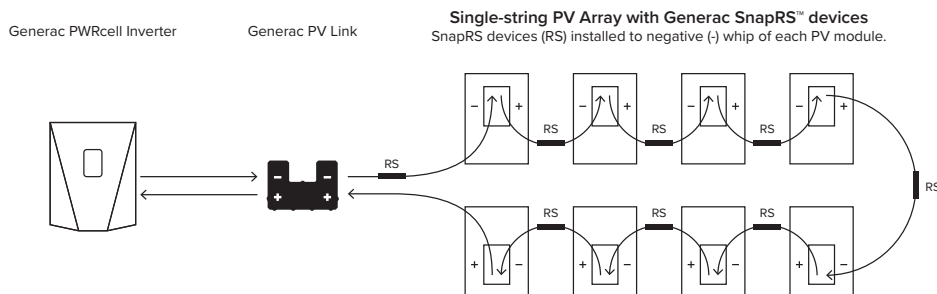 Single-string PV Array with Generac SnapRS™ devices
Generac PWRcell Inverter
Generac PV Link
SnapRS devices (RS) installed to negative (-) whip of each PV module.
− + − + − + − +
RS RS RS
RS
−
+
RS
RS RS RS
+ − + − + − + −